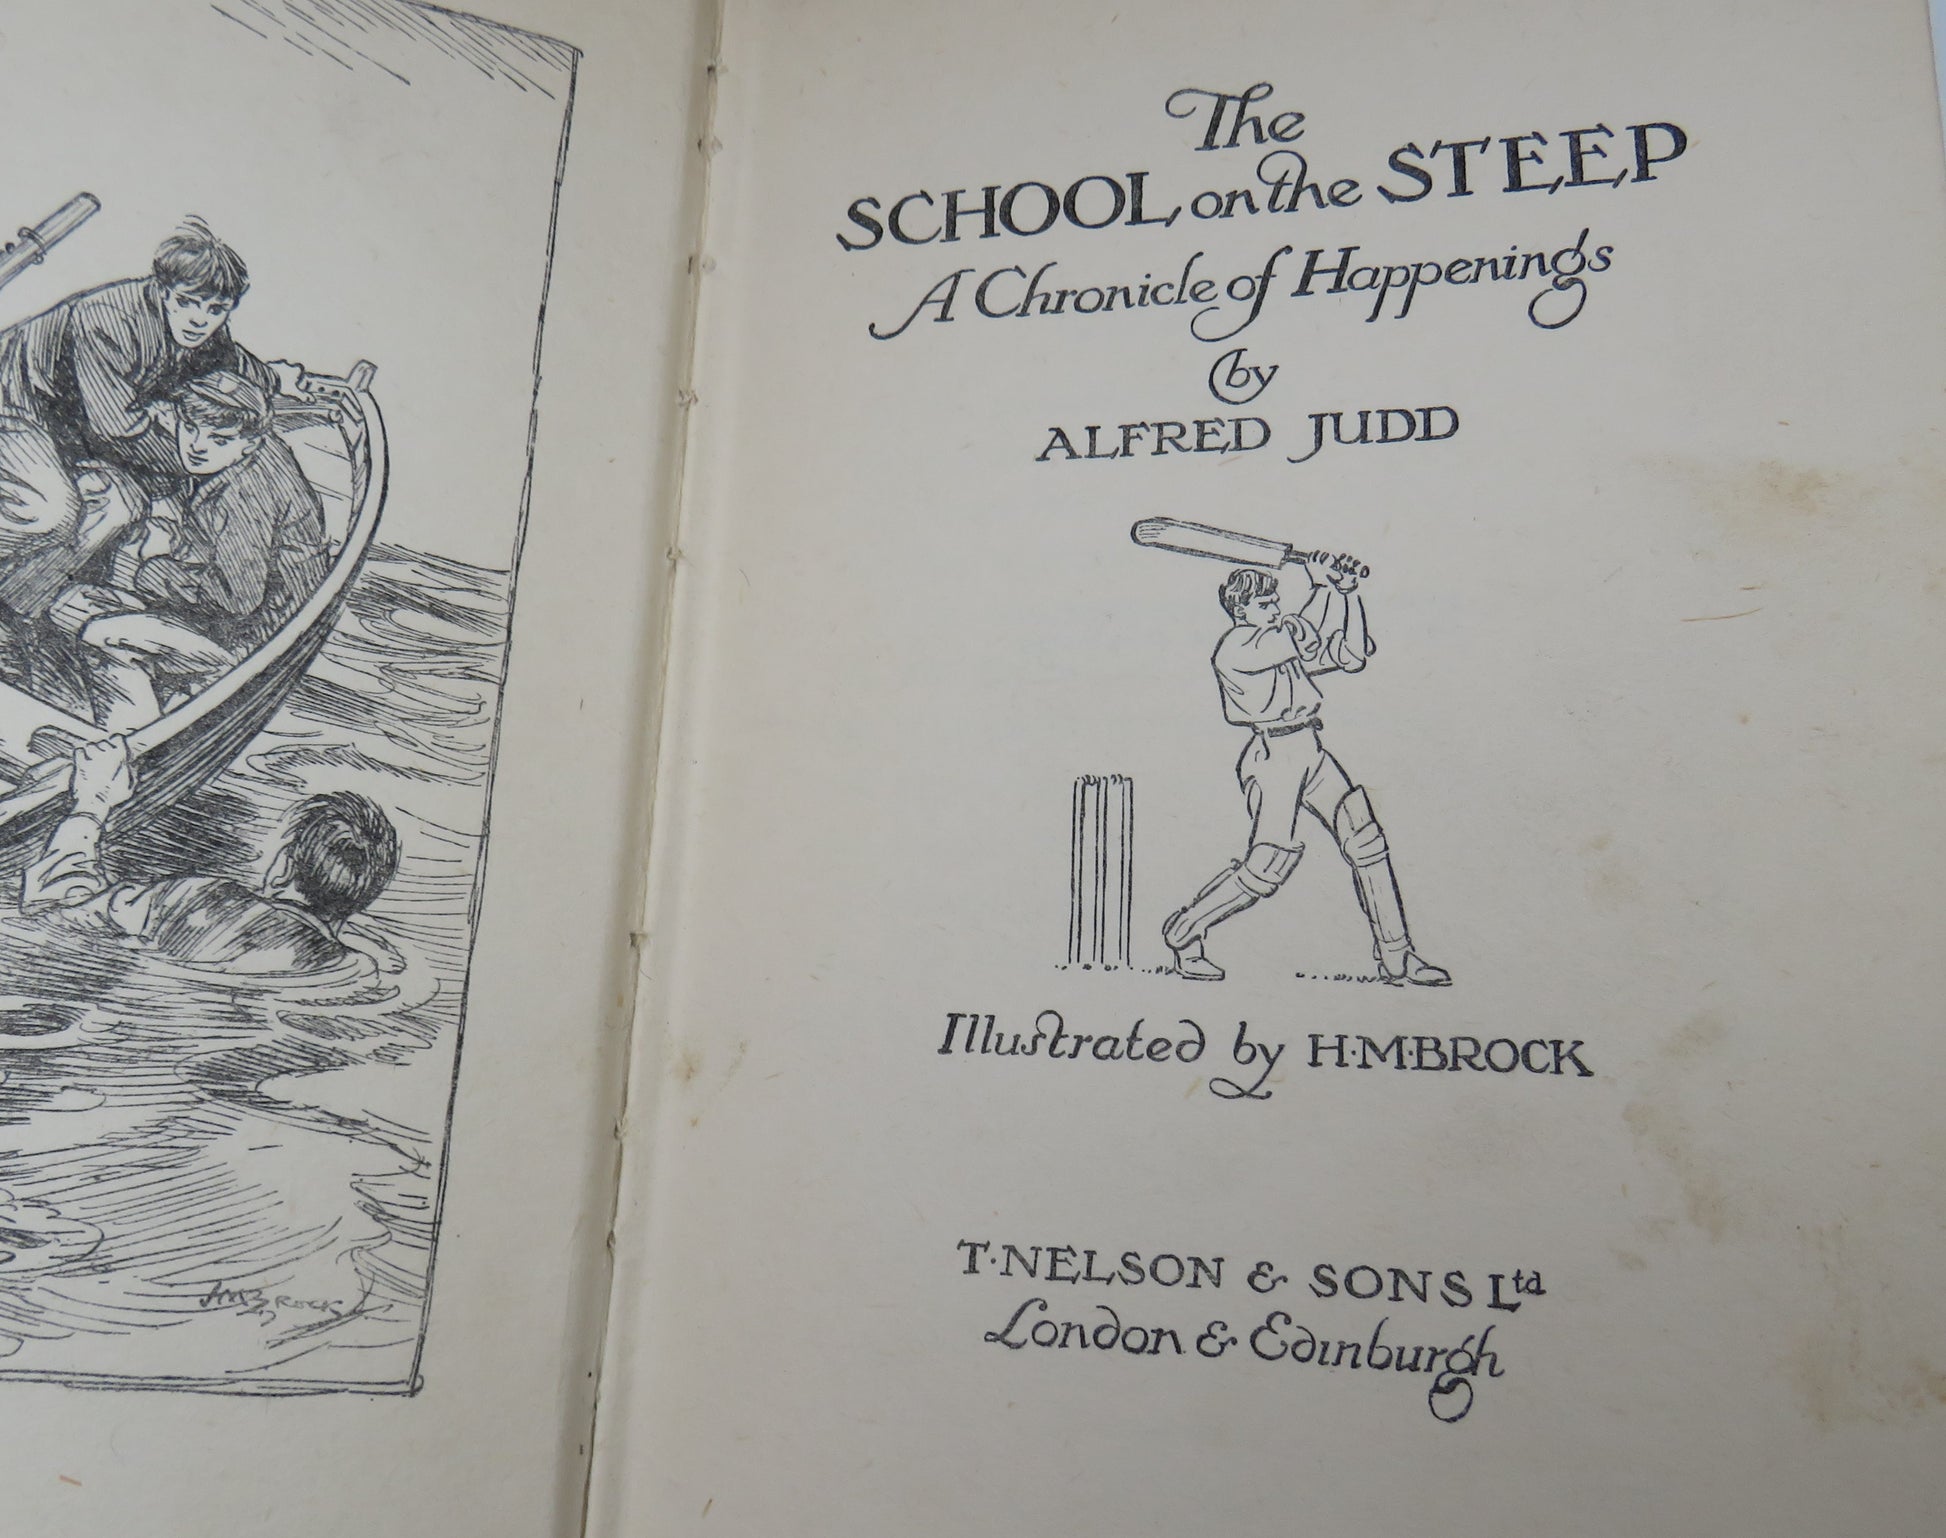 The
SCHOOL on the STEEP
A Chronicle of Happenings
by
ALFRED JUDD
Illustrated by H·M·BROCK
T·NELSON & SONS Ltd
London & Edinburgh
HMBROCK